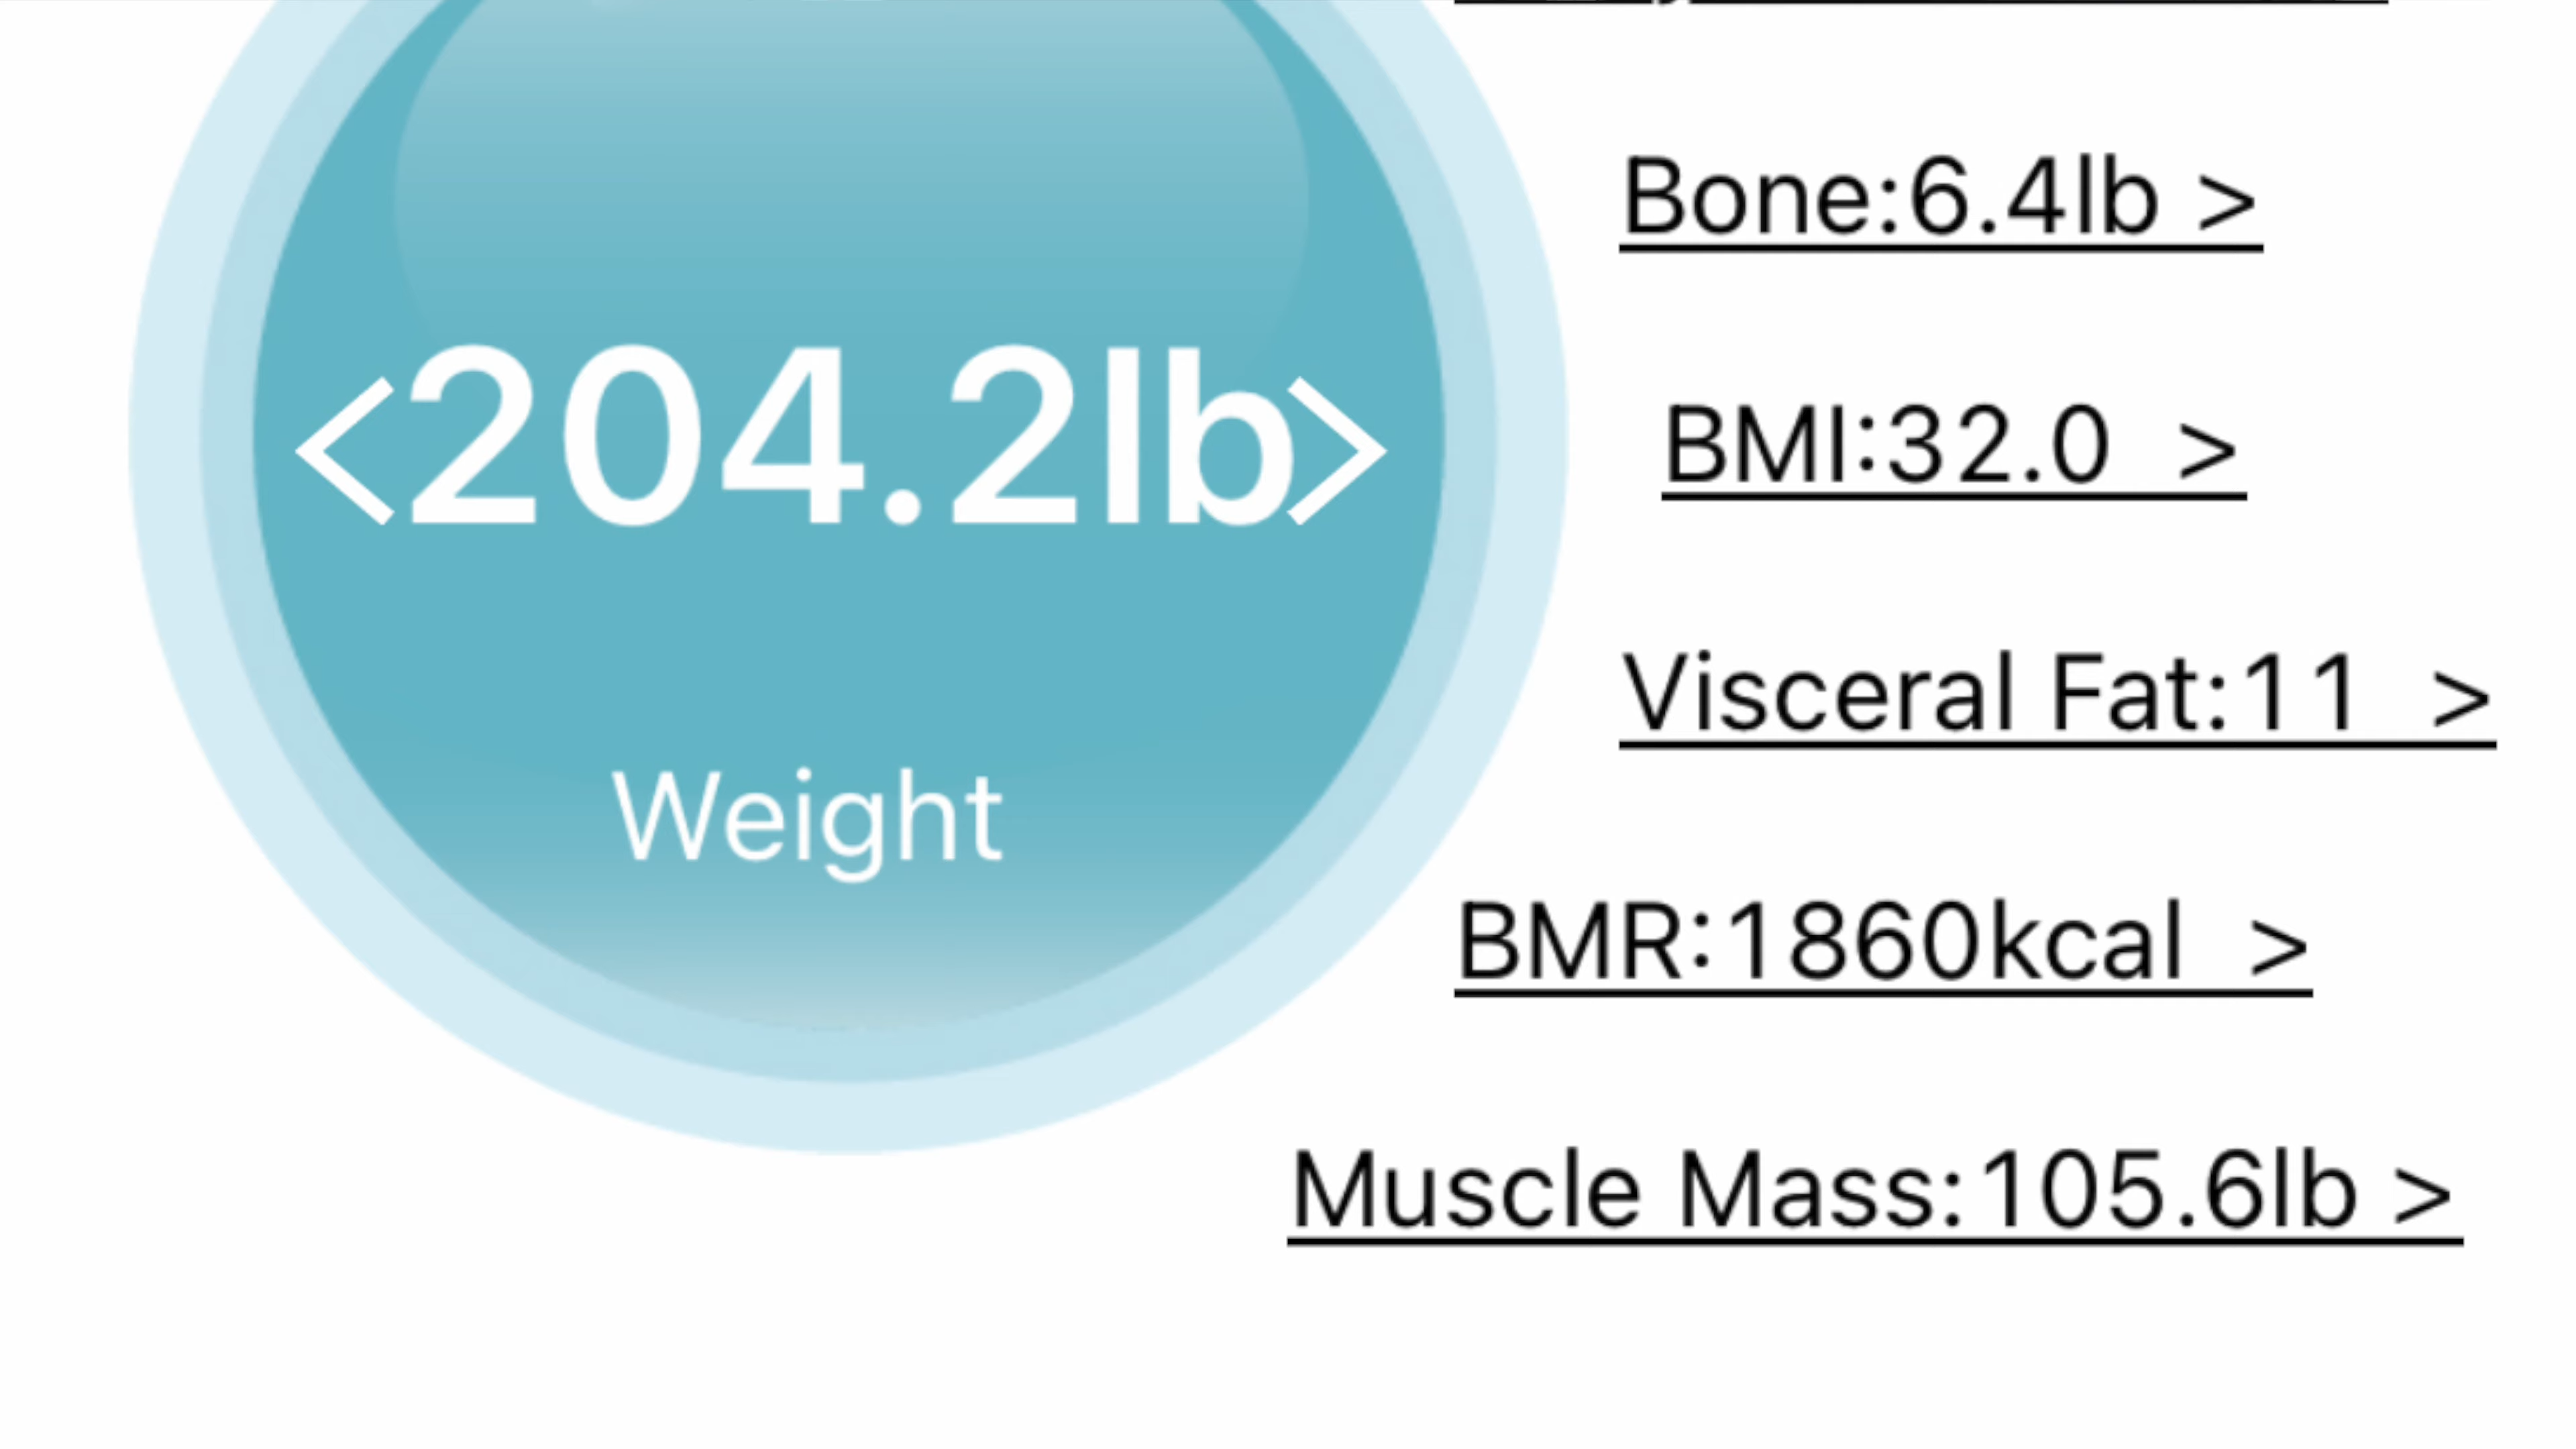 Bone:6.4lb >
<204.2lb>
BMI:32.0 >
Visceral Fat:11 >
Weight
BMR:1860kcal >
Muscle Mass:105.6lb >